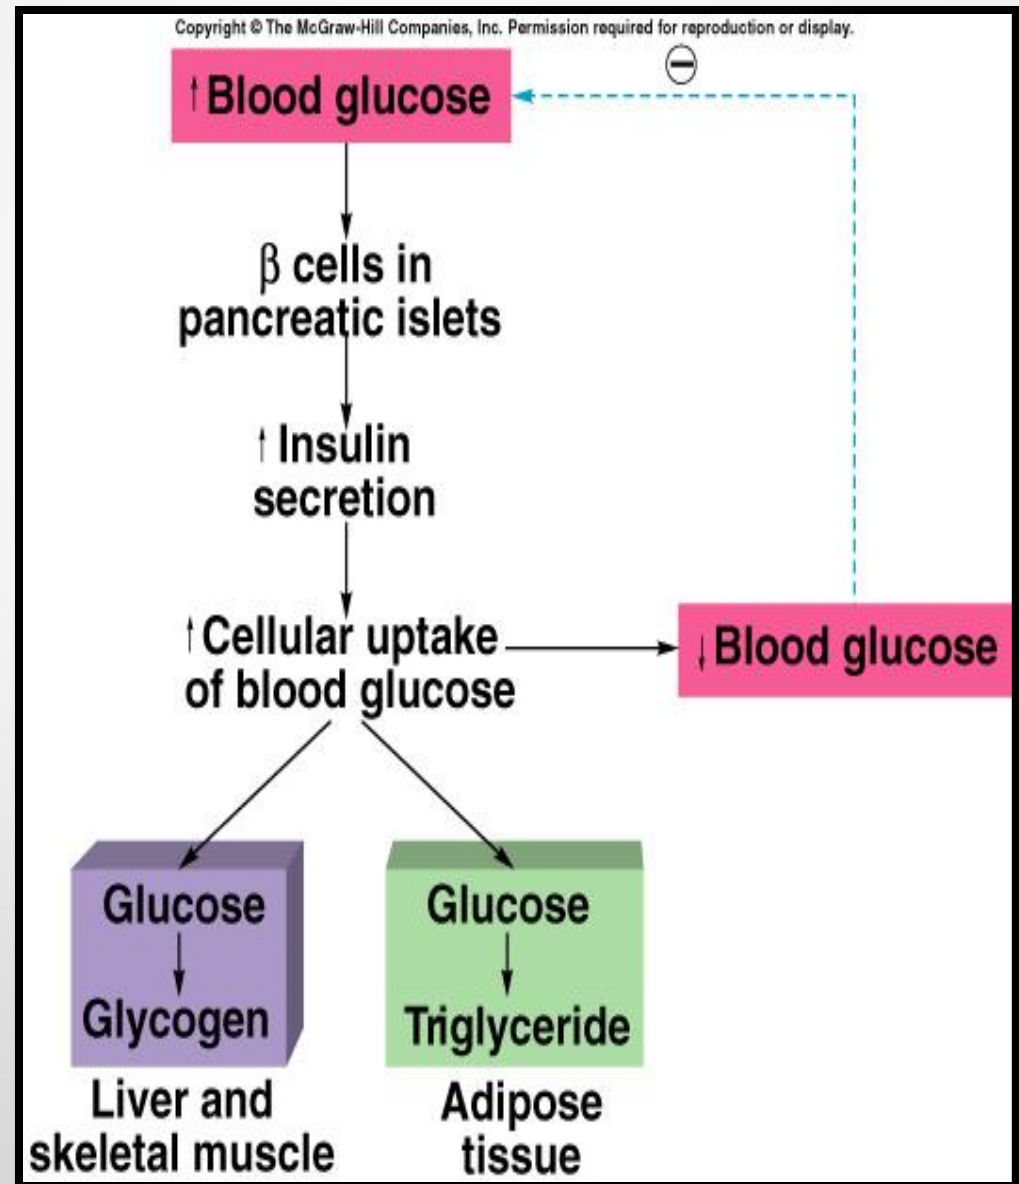 Copyright © The McGraw-Hill Companies, Inc. Permission required for reproduction or display.
↑Blood glucose
β cells in
pancreatic islets
↑Insulin
secretion
↑Cellular uptake
of blood glucose
↓Blood glucose
Glucose
Glycogen
Liver and
skeletal muscle
Glucose
Triglyceride
Adipose
tissue